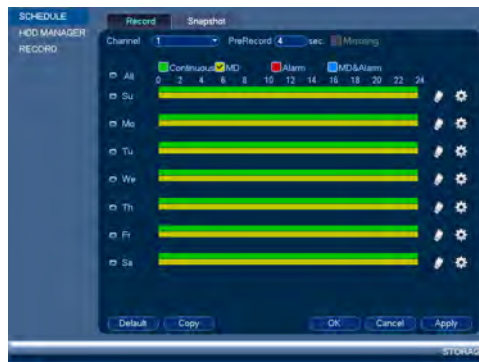 SCHEDULE
HDD MANAGER
RECORD
Record Snapshot
Channel 1 PreRecord 4 sec.
Continuous MD Alarm MD&Alarm
All 0 2 4 6 8 10 12 14 16 18 20 22 24
Su
Mo
Tu
We
Th
Fr
Sa
Default Copy OK Cancel Apply